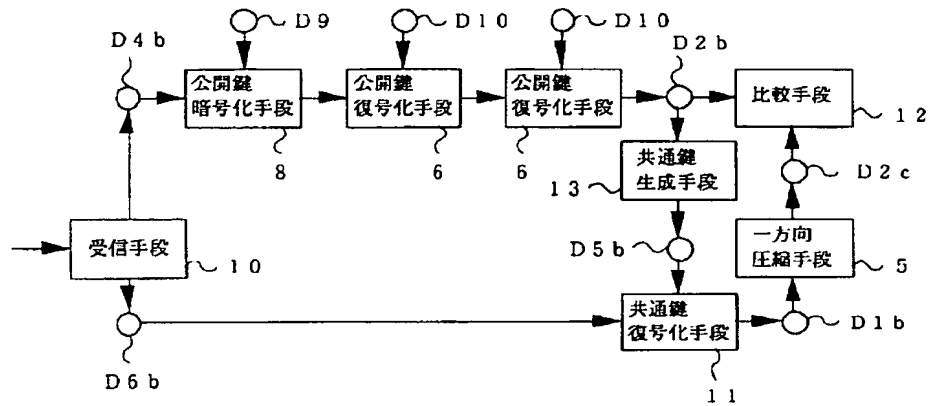 D9
D10
D10
D4b
D2b
公開鍵
暗号化手段
公開鍵
復号化手段
公開鍵
復号化手段
比較手段
8
6
6
12
共通鍵
生成手段
13
D2c
受信手段
10
D5b
一方向
圧縮手段
5
共通鍵
復号化手段
D6b
D1b
11